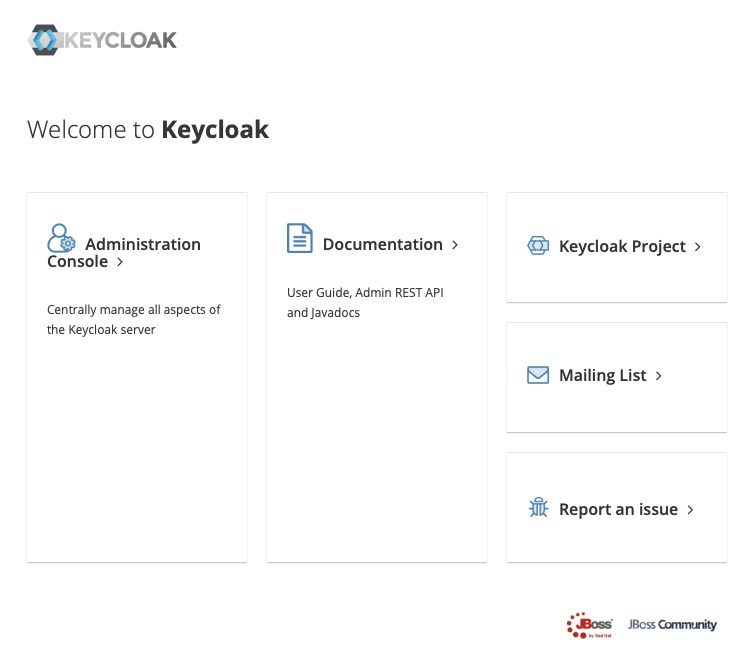 KEYCLOAK
Welcome to Keycloak
Administration
Console
Centrally manage all aspects of
the Keycloak server
Documentation
User Guide, Admin REST API
and Javadocs
Keycloak Project
Mailing List
Report an issue
JBoss
by Red Hat
JBoss Community